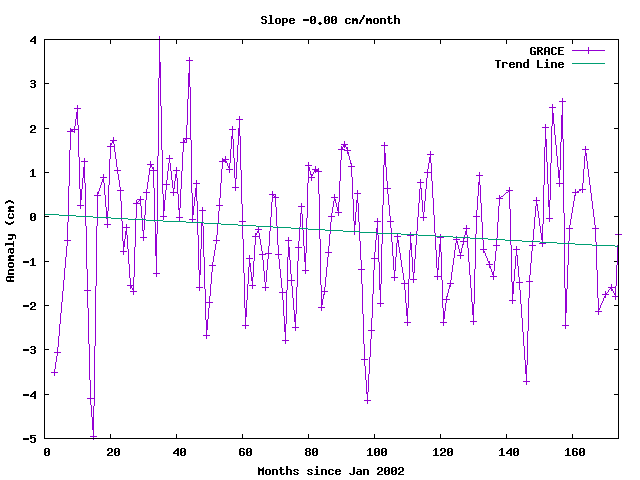 Slope -0.00 cm/month
GRACE
Trend Line
4
3
2
1
0
-1
-2
-3
-4
-5
Anomaly (cm)
0 20 40 60 80 100 120 140 160
Months since Jan 2002